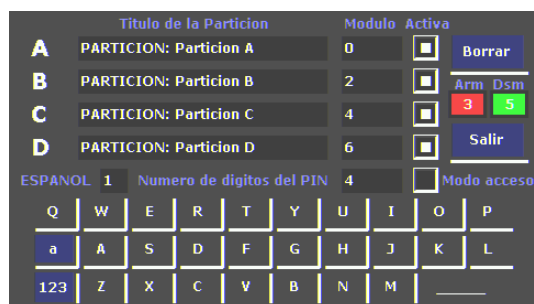 Titulo de la Particion Modulo Activa
A PARTICION: Particion A 0 Borrar
B PARTICION: Particion B 2 Arm Dsm
C PARTICION: Particion C 4 3 5
D PARTICION: Particion D 6 Salir
ESPANOL 1 Numero de digitos del PIN 4 Modo acceso
Q W E R T Y U I O P
a A S D F G H J K L
123 Z X C V B N M